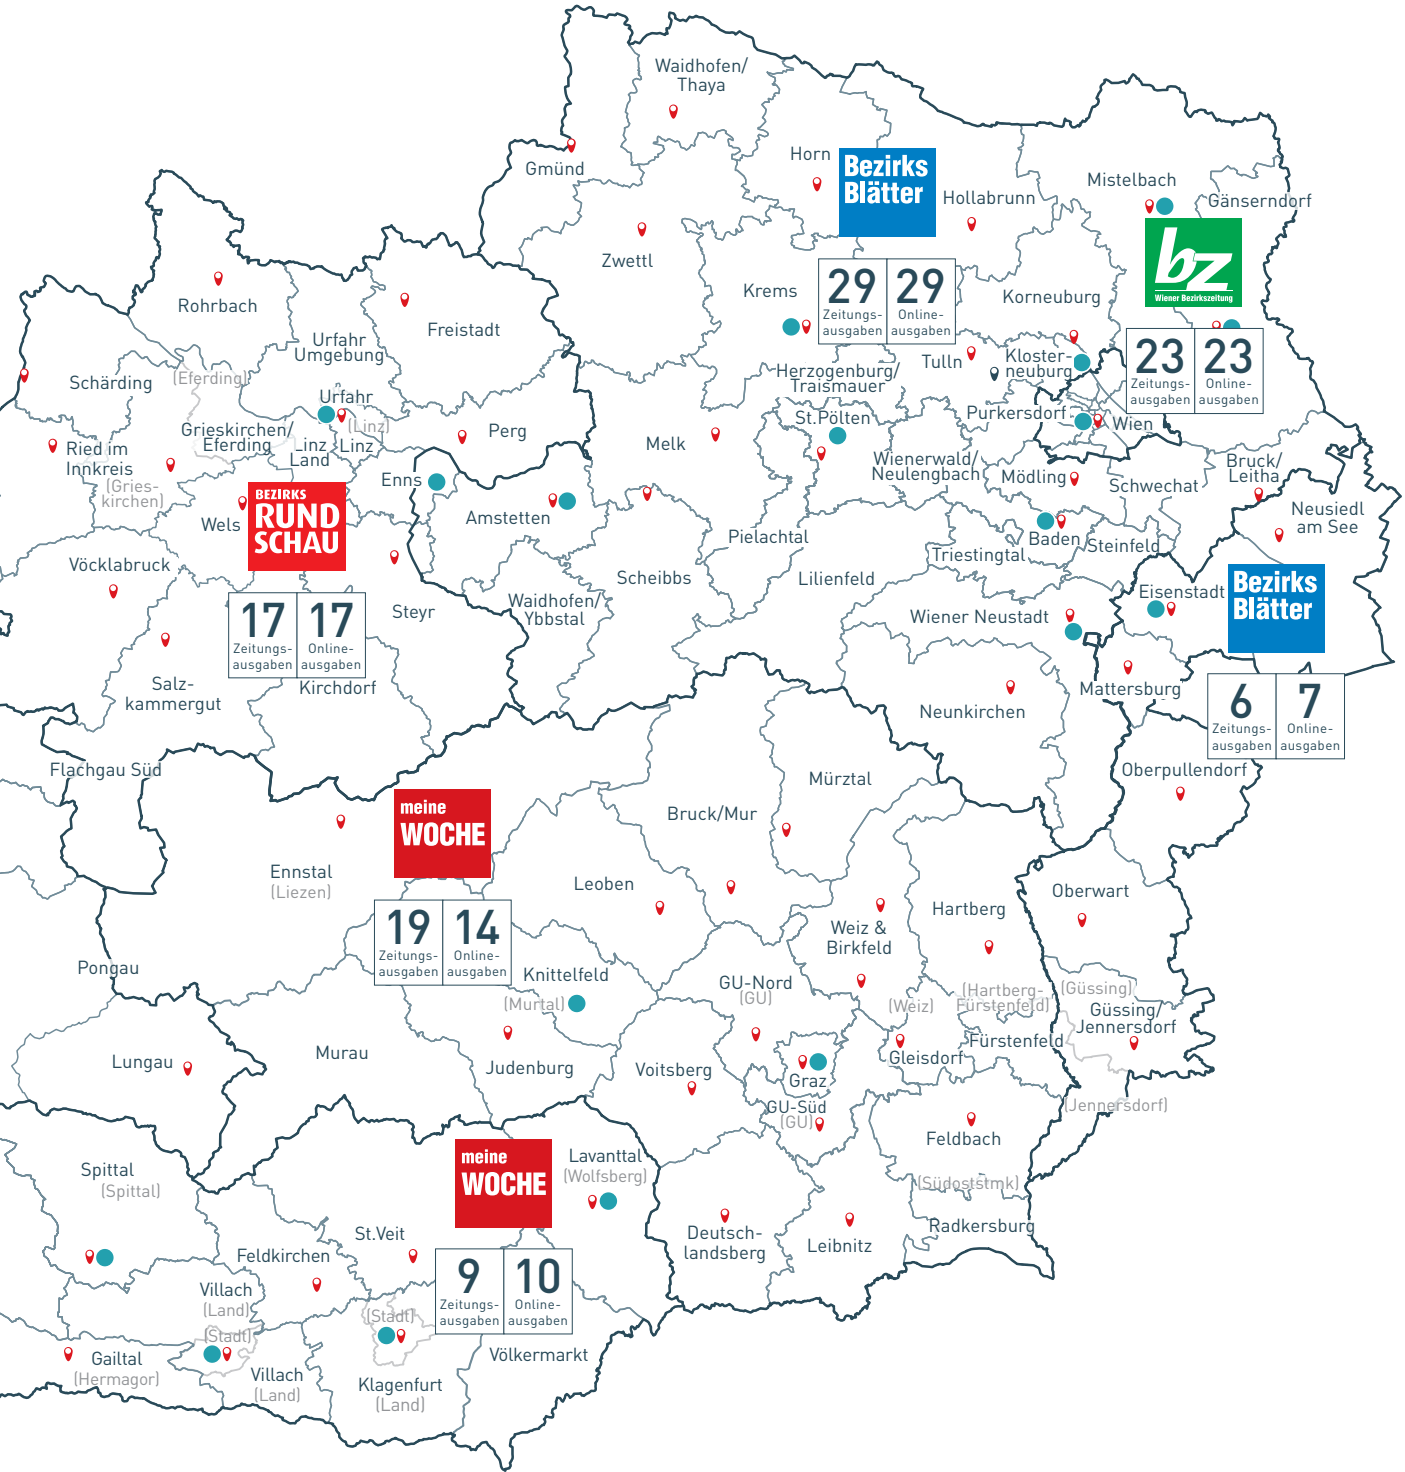 Waidhofen/
Thaya
Gmünd
Horn
Bezirks
Blätter
Hollabrunn
Mistelbach
Gänserndorf
bz
Wiener Bezirkszeitung
Zwettl
Krems
29
Zeitungs-
ausgaben
29
Online-
ausgaben
Korneuburg
Rohrbach
Freistadt
Urfahr
Umgebung
23
Zeitungs-
ausgaben
23
Online-
ausgaben
Tulln
Kloster-
neuburg
Herzogenburg/
Traismauer
Schärding
(Eferding)
Urfahr
(Linz)
St.Pölten
Purkersdorf
Wien
Grieskirchen/
Eferding
Linz
Land
Linz
Perg
Melk
Ried im
Innkreis
(Gries-
kirchen)
Wienerwald/
Neulengbach
Mödling
Schwechat
Bruck/
Leitha
Enns
Neusiedl
am See
Wels
BEZIRKS
RUND
SCHAU
Amstetten
Pielachtal
Baden
Steinfeld
Triestingtal
Vöcklabruck
Scheibbs
Lilienfeld
Bezirks
Blätter
Eisenstadt
17
Zeitungs-
ausgaben
17
Online-
ausgaben
Steyr
Waidhofen/
Ybbstal
Wiener Neustadt
Salz-
kammergut
Kirchdorf
Mattersburg
6
Zeitungs-
ausgaben
7
Online-
ausgaben
Neunkirchen
Flachgau Süd
Oberpullendorf
Mürztal
meine
WOCHE
Bruck/Mur
Ennstal
(Liezen)
Leoben
Oberwart
Hartberg
19
Zeitungs-
ausgaben
14
Online-
ausgaben
Weiz &
Birkfeld
Pongau
Knittelfeld
(Murtal)
GU-Nord
(GU)
(Weiz)
(Hartberg-
Fürstenfeld)
(Güssing)
Güssing/
Jennersdorf
Lungau
Murau
Judenburg
Voitsberg
Graz
Gleisdorf
Fürstenfeld
GU-Süd
(GU)
(Jennersdorf)
Feldbach
meine
WOCHE
Lavanttal
(Wolfsberg)
Spittal
(Spittal)
(Südoststmk)
Radkersburg
St.Veit
Feldkirchen
Deutsch-
landsberg
Leibnitz
9
Zeitungs-
ausgaben
10
Online-
ausgaben
Villach
(Land)
(Stadt)
(Stadt)
Gailtal
(Hermagor)
Villach
(Land)
Klagenfurt
(Land)
Völkermarkt